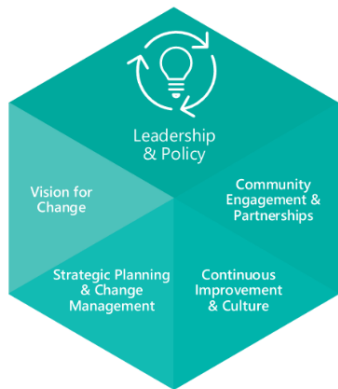 Leadership
& Policy
Vision for
Change
Community
Engagement &
Partnerships
Strategic Planning
& Change
Management
Continuous
Improvement
& Culture